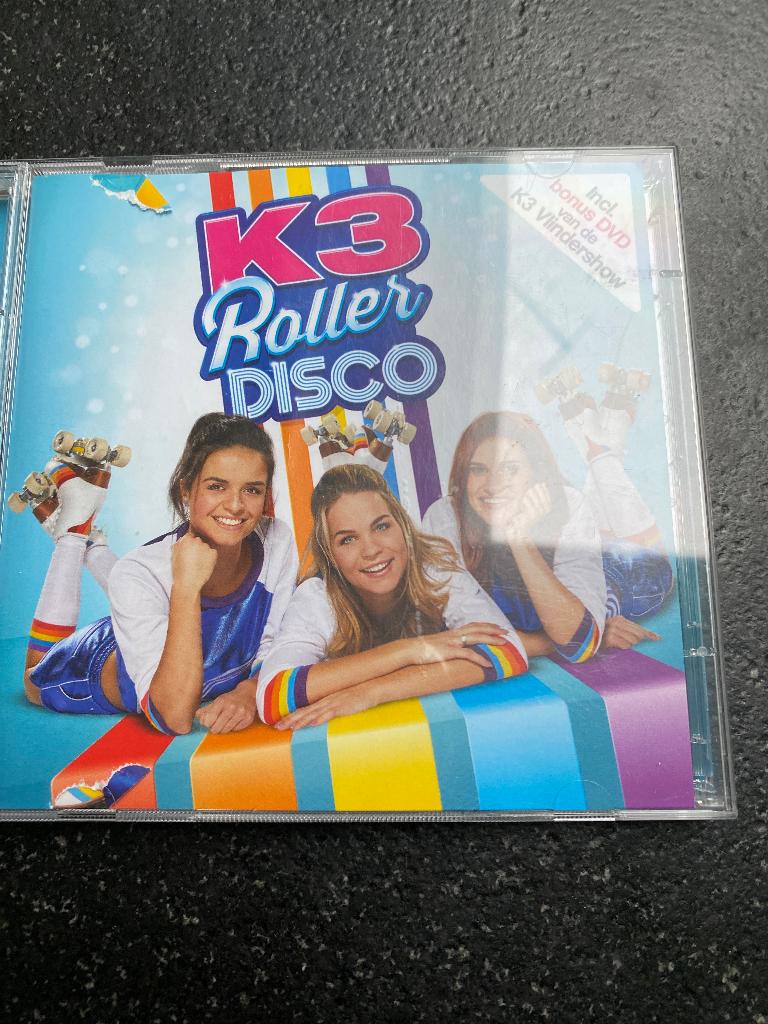 K3
Roller
DISCO
Incl.
bonus DVD
van de
K3 Vlindershow